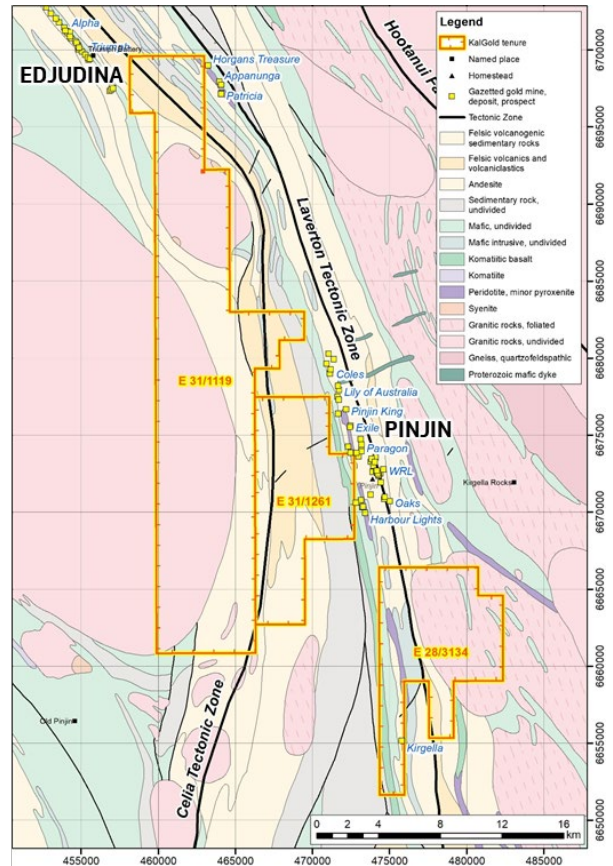 Alpha
Triumph
EDJUDINA
Horgans Treasure
Appanunga
Patricia
Hootanui
Laverton Tectonic Zone
Legend
KalGold tenure
Named place
Homestead
Gazetted gold mine,
deposit, prospect
Tectonic Zone
Felsic volcanogenic
sedimentary rocks
Felsic volcanics and
volcaniclastics
Andesite
Sedimentary rock,
undivided
Mafic, undivided
Mafic intrusive, undivided
Komatiitic basalt
Komatiite
Peridotite, minor pyroxenite
Syenite
Granitic rocks, foliated
Granitic rocks, undivided
Gneiss, quartzofeldspathic
Proterozoic mafic dyke
E 31/1119
Coles
Lily of Australia
Pinjin King
Exile
PINJIN
Paragon
WRL
Pinjin
Kirgella Rocks
Oaks
Harbour Lights
E 31/1261
E 28/3134
Old Pinjin
Celia Tectonic Zone
Kirgella
0 2 4 8 12 16
km
6700000
6695000
6690000
6685000
6680000
6675000
6670000
6665000
6660000
6655000
6650000
455000 460000 465000 470000 475000 480000 485000